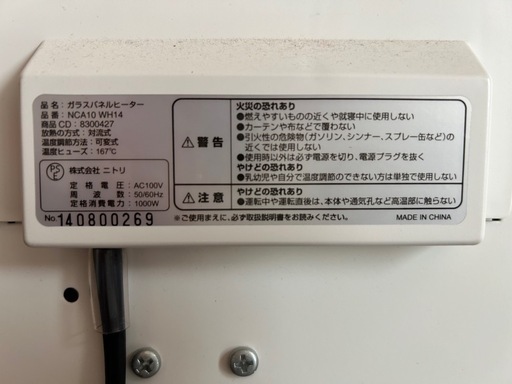 品名：ガラスパネルヒーター
品番：NCA10 WH14
商品CD：8300427
放熱の方式：対流式
温度調節方法：可変式
温度ヒューズ：167℃
PS
株式会社 ニトリ
定格電圧：AC100V
周波数：50/60Hz
定格消費電力：1000W
No 140800269
警告
火災の恐れあり
●燃えやすいものの近くや就寝中に使用しない
●カーテンや布などで覆わない
●引火性の危険物(ガソリン、シンナー、スプレー缶など)の
近くでは使用しない
●使用時以外は必ず電源を切り、電源プラグを抜く
やけどの恐れあり
●乳幼児や自分で温度調節のできない方は単独で使用しない
注意
やけどの恐れあり
●運転中や運転直後は、本体や通気孔など高温部に触らない
※ご使用まえに、必ず取扱説明書をお読みください。
MADE IN CHINA